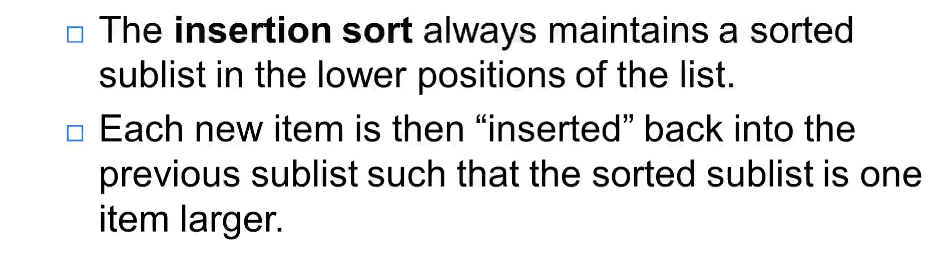 The insertion sort always maintains a sorted
sublist in the lower positions of the list.
Each new item is then “inserted” back into the
previous sublist such that the sorted sublist is one
item larger.